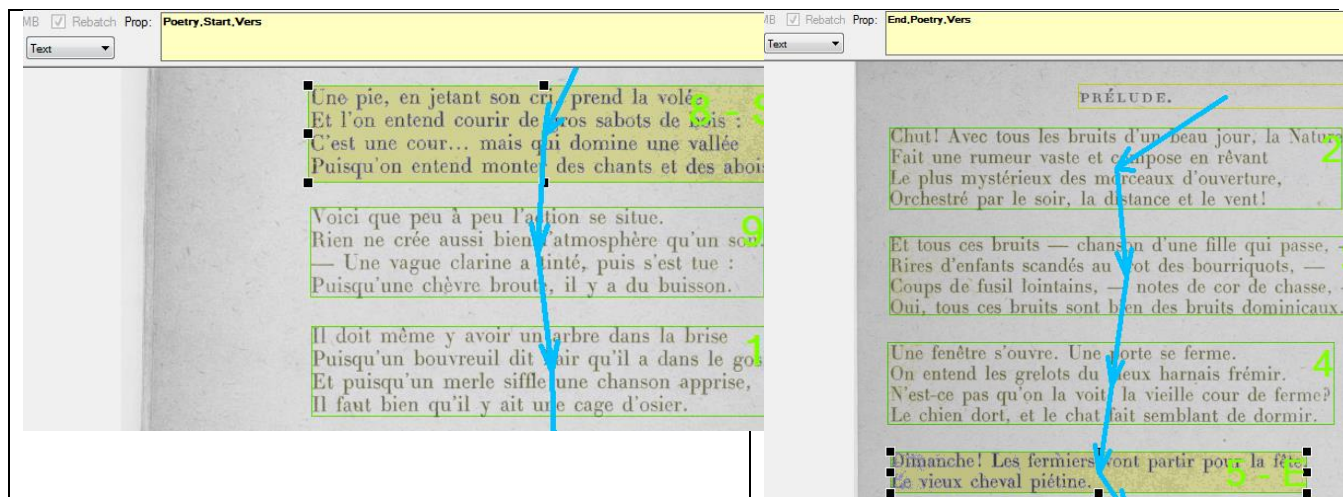 MB Rebatch Prop: Poetry,Start,Vers
Text
Une pie, en jetant son cri, prend la volée
Et l'on entend courir de gros sabots de bois :
C'est une cour... mais qui domine une vallée
Puisqu'on entend monter des chants et des abois
8 - S
Voici que peu à peu l'action se situe.
Rien ne crée aussi bien l'atmosphère qu'un son.
— Une vague clarine a tinté, puis s'est tue :
Puisqu'une chèvre broute, il y a du buisson.
9
Il doit même y avoir un arbre dans la brise
Puisqu'un bouvreuil dit l'air qu'il a dans le gos
Et puisqu'un merle siffle une chanson apprise,
Il faut bien qu'il y ait une cage d'osier.
1
MB Rebatch Prop: End,Poetry,Vers
Text
PRÉLUDE.
Chut! Avec tous les bruits d'un beau jour, la Nature
Fait une rumeur vaste et compose en rêvant
Le plus mystérieux des morceaux d'ouverture,
Orchestré par le soir, la distance et le vent!
2
Et tous ces bruits — chanson d'une fille qui passe, -
Rires d'enfants scandés au trot des bourriquots, —
Coups de fusil lointains, — notes de cor de chasse, -
Oui, tous ces bruits sont bien des bruits dominicaux.
Une fenêtre s'ouvre. Une porte se ferme.
On entend les grelots du vieux harnais frémir.
N'est-ce pas qu'on la voit, la vieille cour de ferme?
Le chien dort, et le chat fait semblant de dormir.
4
Dimanche! Les fermiers vont partir pour la fête.
Le vieux cheval piétine.
5 - E